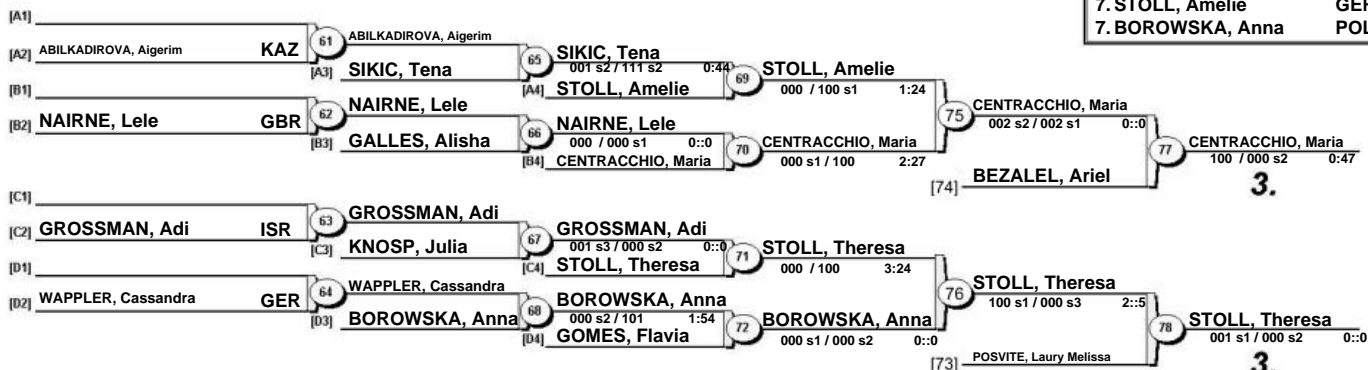 7. STOLL, Amelie
7. BOROWSKA, Anna POL
[A1]
[A2] ABILKADIROVA, Aigerim KAZ
61
ABILKADIROVA, Aigerim
[A3] SIKIC, Tena
65
SIKIC, Tena
001 s2 / 111 s2 0:44
[A4] STOLL, Amelie
69
STOLL, Amelie
000 / 100 s1 1:24
[B1]
[B2] NAIRNE, Lele GBR
62
NAIRNE, Lele
[B3] GALLES, Alisha
66
NAIRNE, Lele
000 / 000 s1 0::0
[B4] CENTRACCHIO, Maria
70
CENTRACCHIO, Maria
000 s1 / 100 2:27
75
CENTRACCHIO, Maria
002 s2 / 002 s1 0::0
[74] BEZALEL, Ariel
77
CENTRACCHIO, Maria
100 / 000 s2 0:47
3.
[C1]
[C2] GROSSMAN, Adi ISR
63
GROSSMAN, Adi
[C3] KNOSP, Julia
67
GROSSMAN, Adi
001 s3 / 000 s2 0::0
[C4] STOLL, Theresa
71
STOLL, Theresa
000 / 100 3:24
[D1]
[D2] WAPPLER, Cassandra GER
64
WAPPLER, Cassandra
[D3] BOROWSKA, Anna
68
BOROWSKA, Anna
000 s2 / 101 1:54
[D4] GOMES, Flavia
72
BOROWSKA, Anna
000 s1 / 000 s2 0::0
76
STOLL, Theresa
100 s1 / 000 s3 2::5
[73] POSVITE, Laury Melissa
78
STOLL, Theresa
001 s1 / 000 s2 0::0
3.